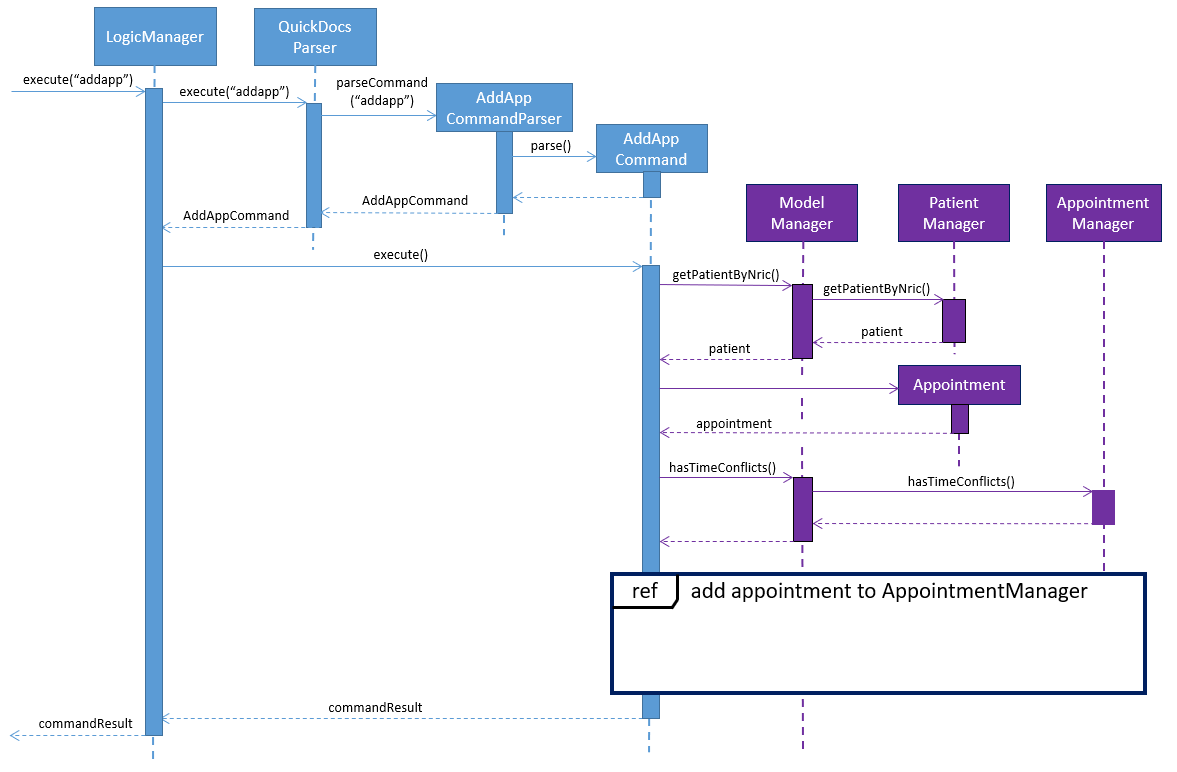 LogicManager
QuickDocs
Parser
execute(“addapp”)
execute(“addapp”)
parseCommand
(“addapp”)
AddApp
CommandParser
parse()
AddApp
Command
AddAppCommand
AddAppCommand
Model
Manager
Patient
Manager
Appointment
Manager
execute()
getPatientByNric()
getPatientByNric()
patient
patient
Appointment
appointment
hasTimeConflicts()
hasTimeConflicts()
ref
add appointment to AppointmentManager
commandResult
commandResult